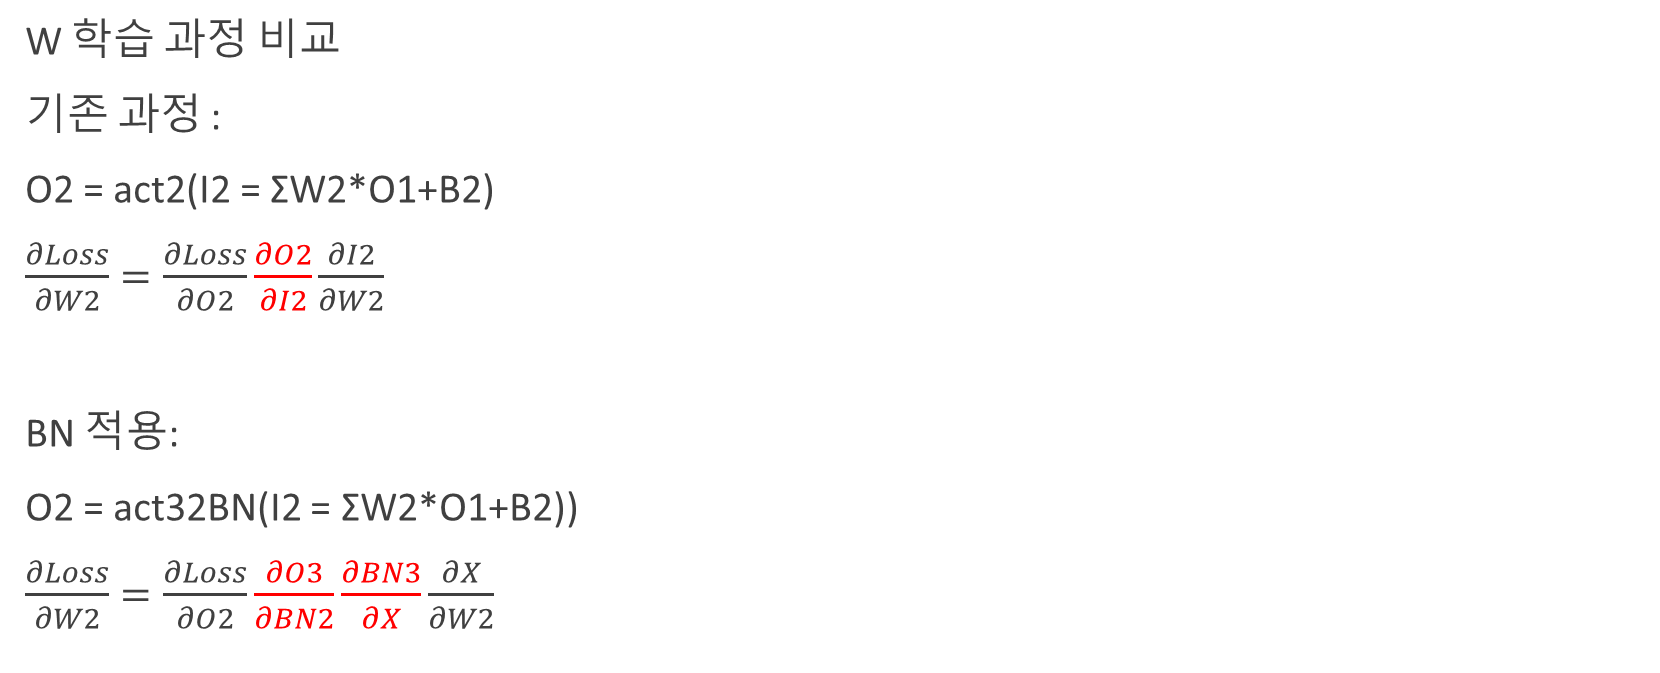 W 학습 과정 비교
기존 과정 :
O2 = act2(I2 = ΣW2*O1+B2)
∂Loss/∂W2 = ∂Loss/∂O2 ∂O2/∂I2 ∂I2/∂W2
BN 적용:
O2 = act32BN(I2 = ΣW2*O1+B2))
∂Loss/∂W2 = ∂Loss/∂O2 ∂O3/∂BN2 ∂BN3/∂X ∂X/∂W2